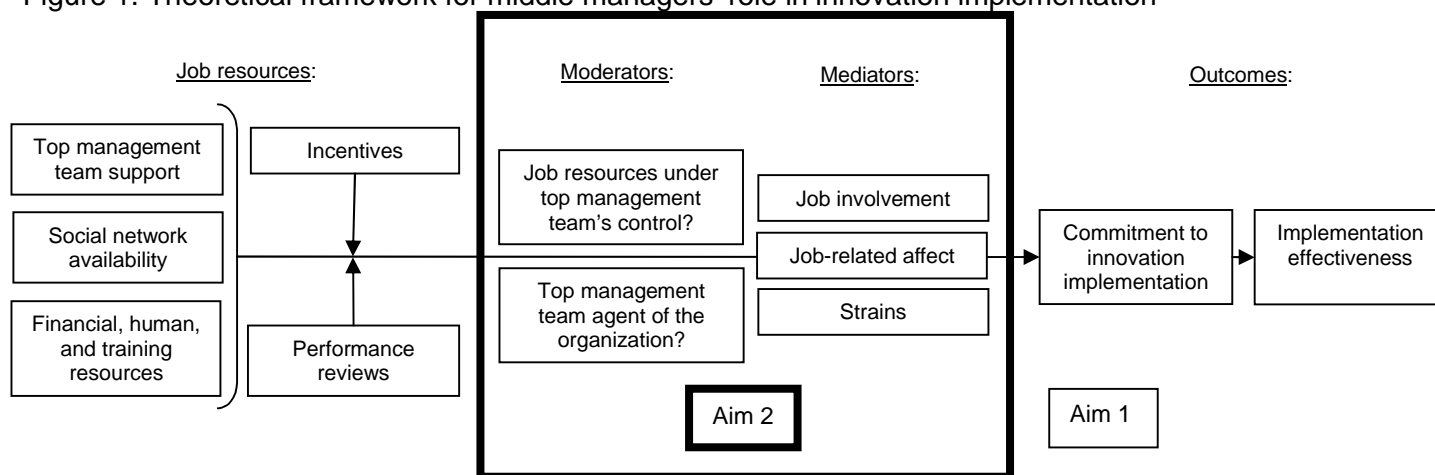 Figure 1. Theoretical framework for middle managers' role in innovation implementation
Job resources:
Top management
team support
Social network
availability
Financial, human,
and training
resources
Incentives
Performance
reviews
Moderators:
Job resources under
top management
team's control?
Top management
team agent of the
organization?
Mediators:
Job involvement
Job-related affect
Strains
Aim 2
Outcomes:
Commitment to
innovation
implementation
Implementation
effectiveness
Aim 1